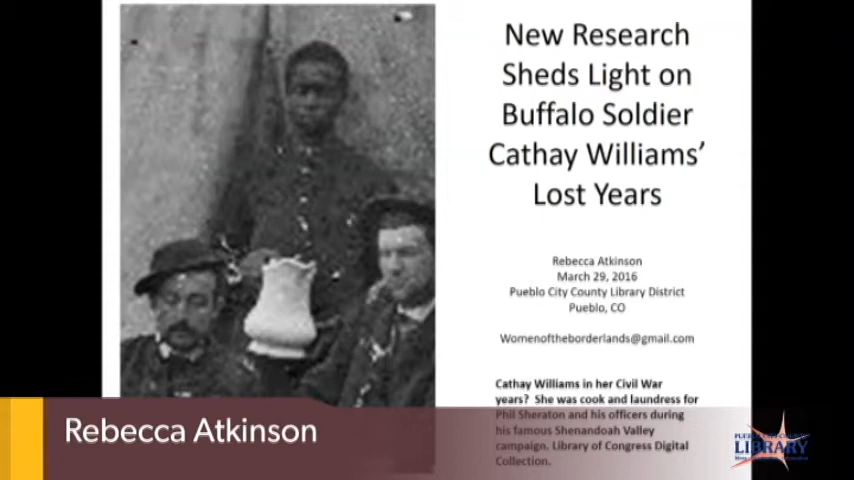 New Research
Sheds Light on
Buffalo Soldier
Cathay Williams'
Lost Years
Rebecca Atkinson
March 29, 2016
Pueblo City County Library District
Pueblo, CO
Womenoftheborderlands@gmail.com
Cathay Williams in her Civil War
years? She was cook and laundress for
Phil Sheraton and his officers during
his famous Shenandoah Valley
campaign. Library of Congress Digital
Collection.
Rebecca Atkinson
LIBRARY